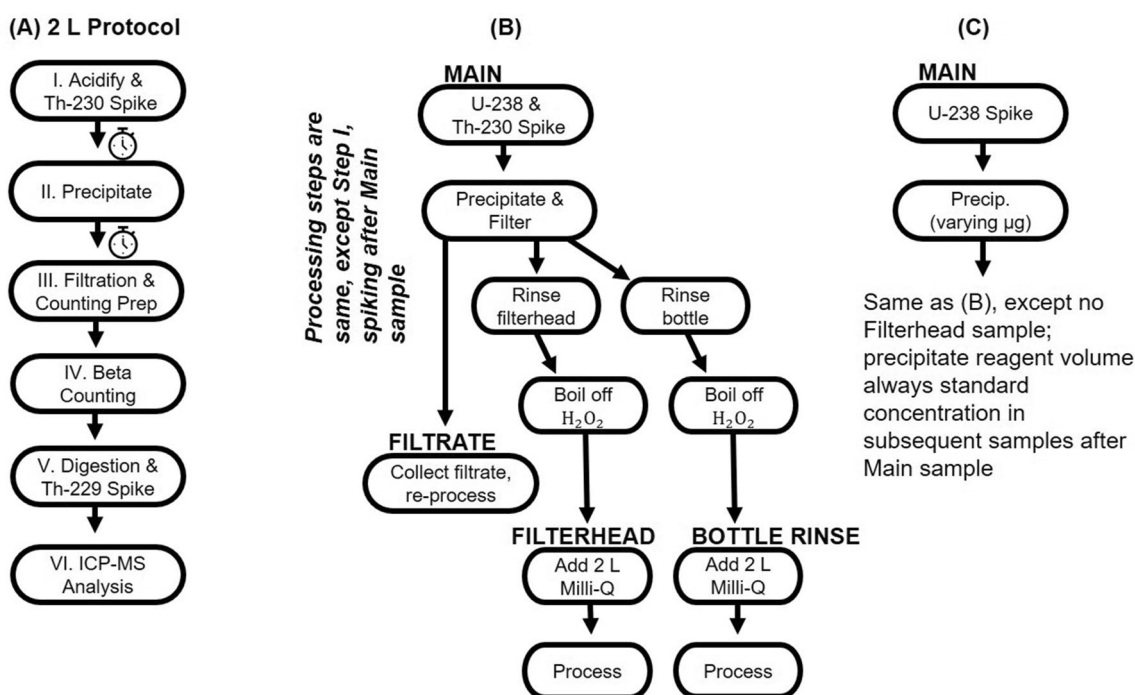 (A) 2 L Protocol
I. Acidify &
Th-230 Spike
II. Precipitate
III. Filtration &
Counting Prep
IV. Beta
Counting
V. Digestion &
Th-229 Spike
VI. ICP-MS
Analysis
(B)
Processing steps are
same, except Step I,
spiking after Main
sample
MAIN
U-238 &
Th-230 Spike
Precipitate &
Filter
Rinse
filterhead
Rinse
bottle
Boil off
H₂O₂
Boil off
H₂O₂
FILTRATE
Collect filtrate,
re-process
FILTERHEAD
Add 2 L
Milli-Q
Process
BOTTLE RINSE
Add 2 L
Milli-Q
Process
(C)
MAIN
U-238 Spike
Precip.
(varying µg)
Same as (B), except no
Filterhead sample;
precipitate reagent volume
always standard
concentration in
subsequent samples after
Main sample